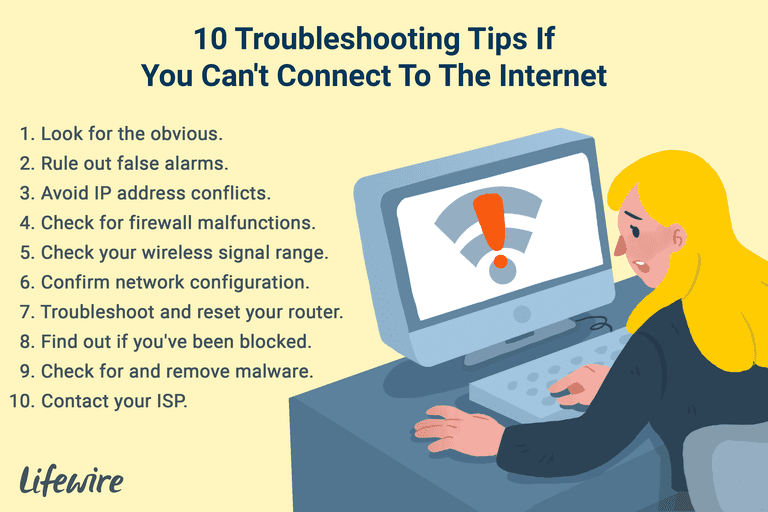 10 Troubleshooting Tips If
You Can't Connect To The Internet
1. Look for the obvious.
2. Rule out false alarms.
3. Avoid IP address conflicts.
4. Check for firewall malfunctions.
5. Check your wireless signal range.
6. Confirm network configuration.
7. Troubleshoot and reset your router.
8. Find out if you've been blocked.
9. Check for and remove malware.
10. Contact your ISP.
Lifewire